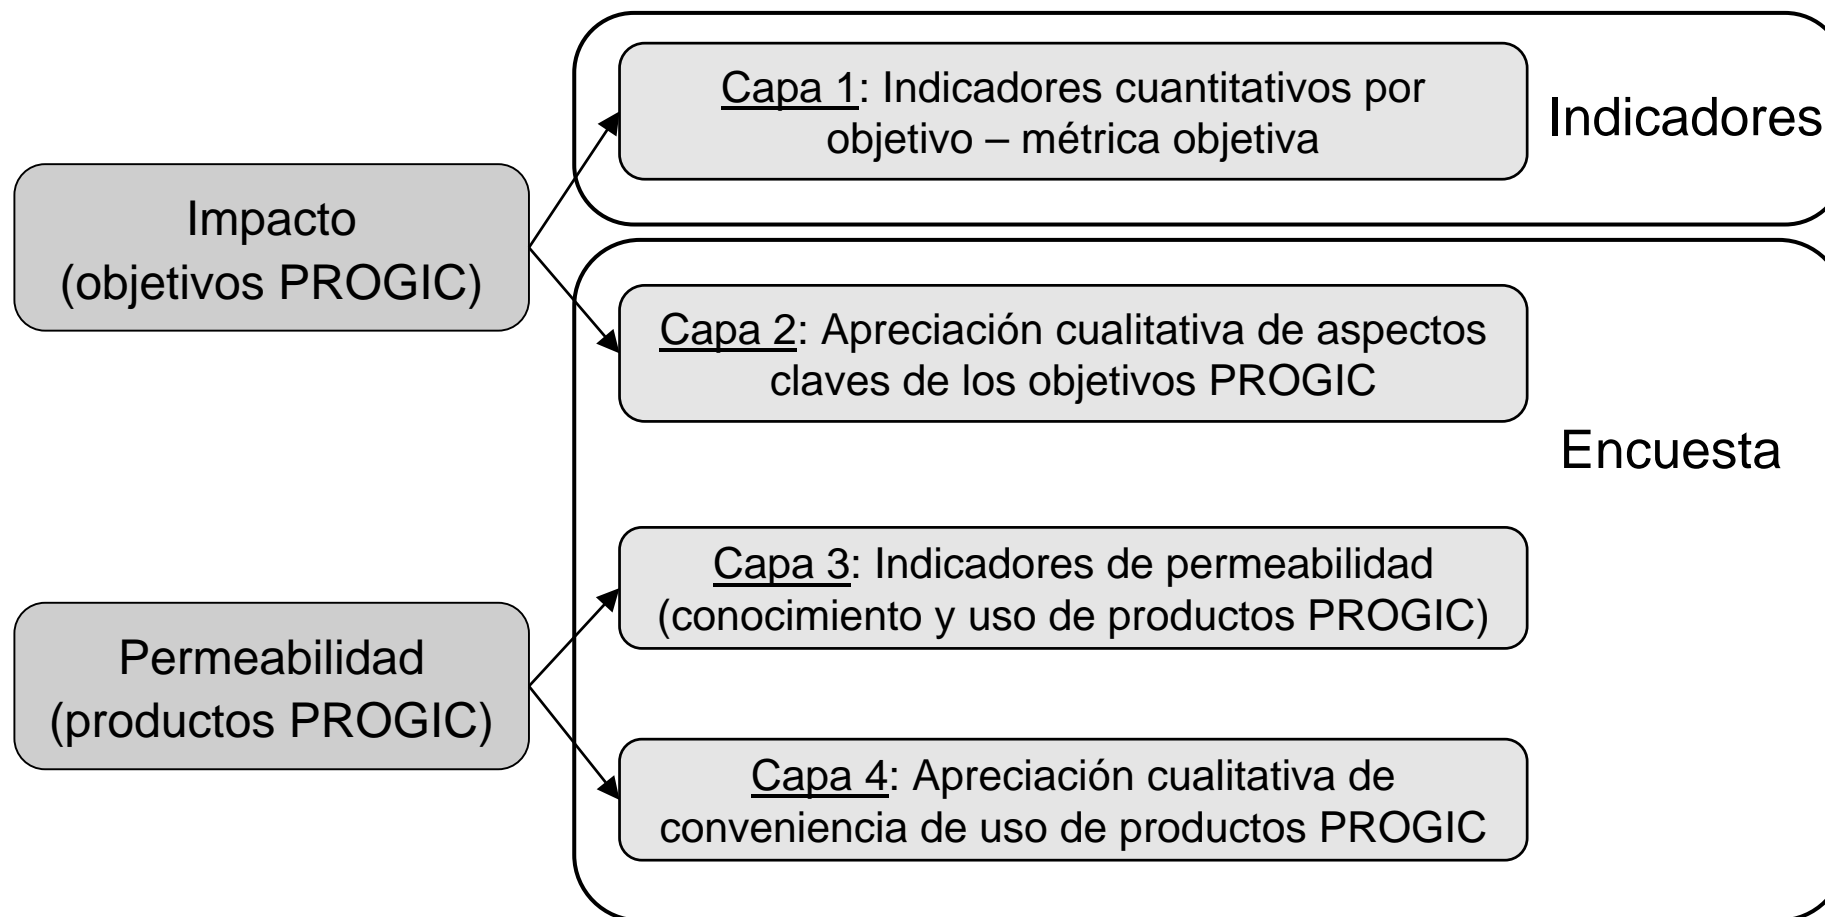 Capa 1: Indicadores cuantitativos por
objetivo – métrica objetiva
Indicadores
Impacto
(objetivos PROGIC)
Capa 2: Apreciación cualitativa de aspectos
claves de los objetivos PROGIC
Encuesta
Capa 3: Indicadores de permeabilidad
(conocimiento y uso de productos PROGIC)
Permeabilidad
(productos PROGIC)
Capa 4: Apreciación cualitativa de
conveniencia de uso de productos PROGIC